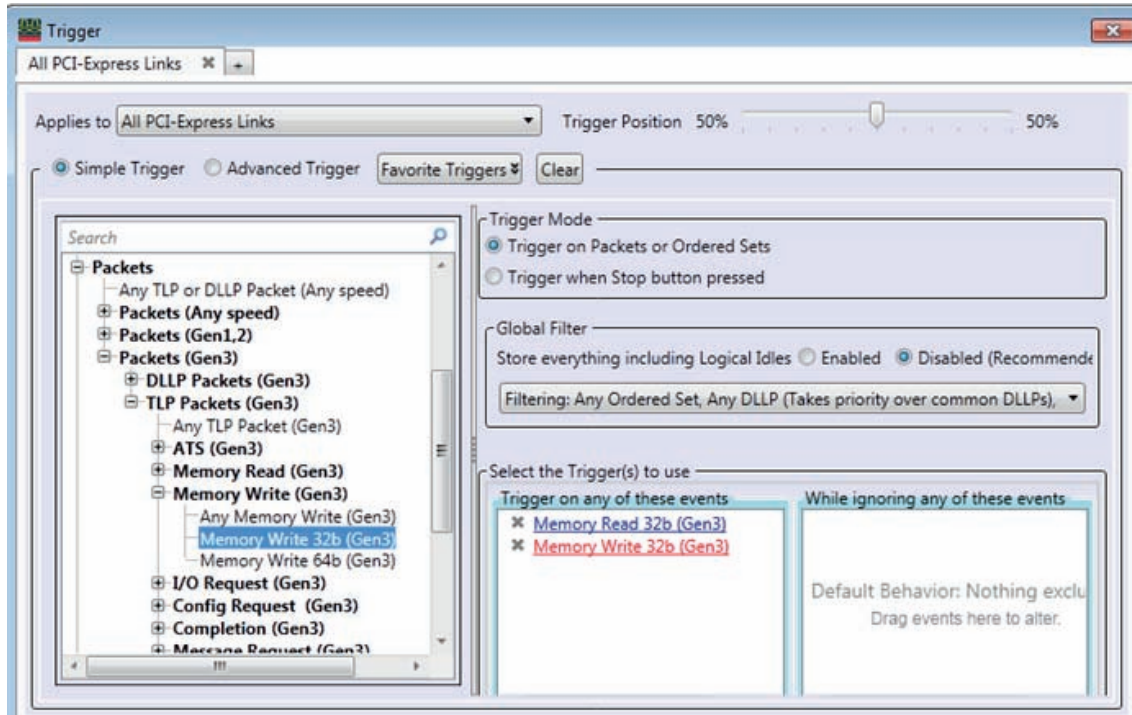 Trigger
All PCI-Express Links
Applies to All PCI-Express Links Trigger Position 50% 50%
Simple Trigger Advanced Trigger Favorite Triggers Clear
Search
Packets
Any TLP or DLLP Packet (Any speed)
Packets (Any speed)
Packets (Gen1,2)
Packets (Gen3)
DLLP Packets (Gen3)
TLP Packets (Gen3)
Any TLP Packet (Gen3)
ATS (Gen3)
Memory Read (Gen3)
Memory Write (Gen3)
Any Memory Write (Gen3)
Memory Write 32b (Gen3)
Memory Write 64b (Gen3)
I/O Request (Gen3)
Config Request (Gen3)
Completion (Gen3)
Message Request (Gen3)
Trigger Mode
Trigger on Packets or Ordered Sets
Trigger when Stop button pressed
Global Filter
Store everything including Logical Idles Enabled Disabled (Recommende
Filtering: Any Ordered Set, Any DLLP (Takes priority over common DLLPs),
Select the Trigger(s) to use
Trigger on any of these events
Memory Read 32b (Gen3)
Memory Write 32b (Gen3)
While ignoring any of these events
Default Behavior: Nothing exclu
Drag events here to alter.